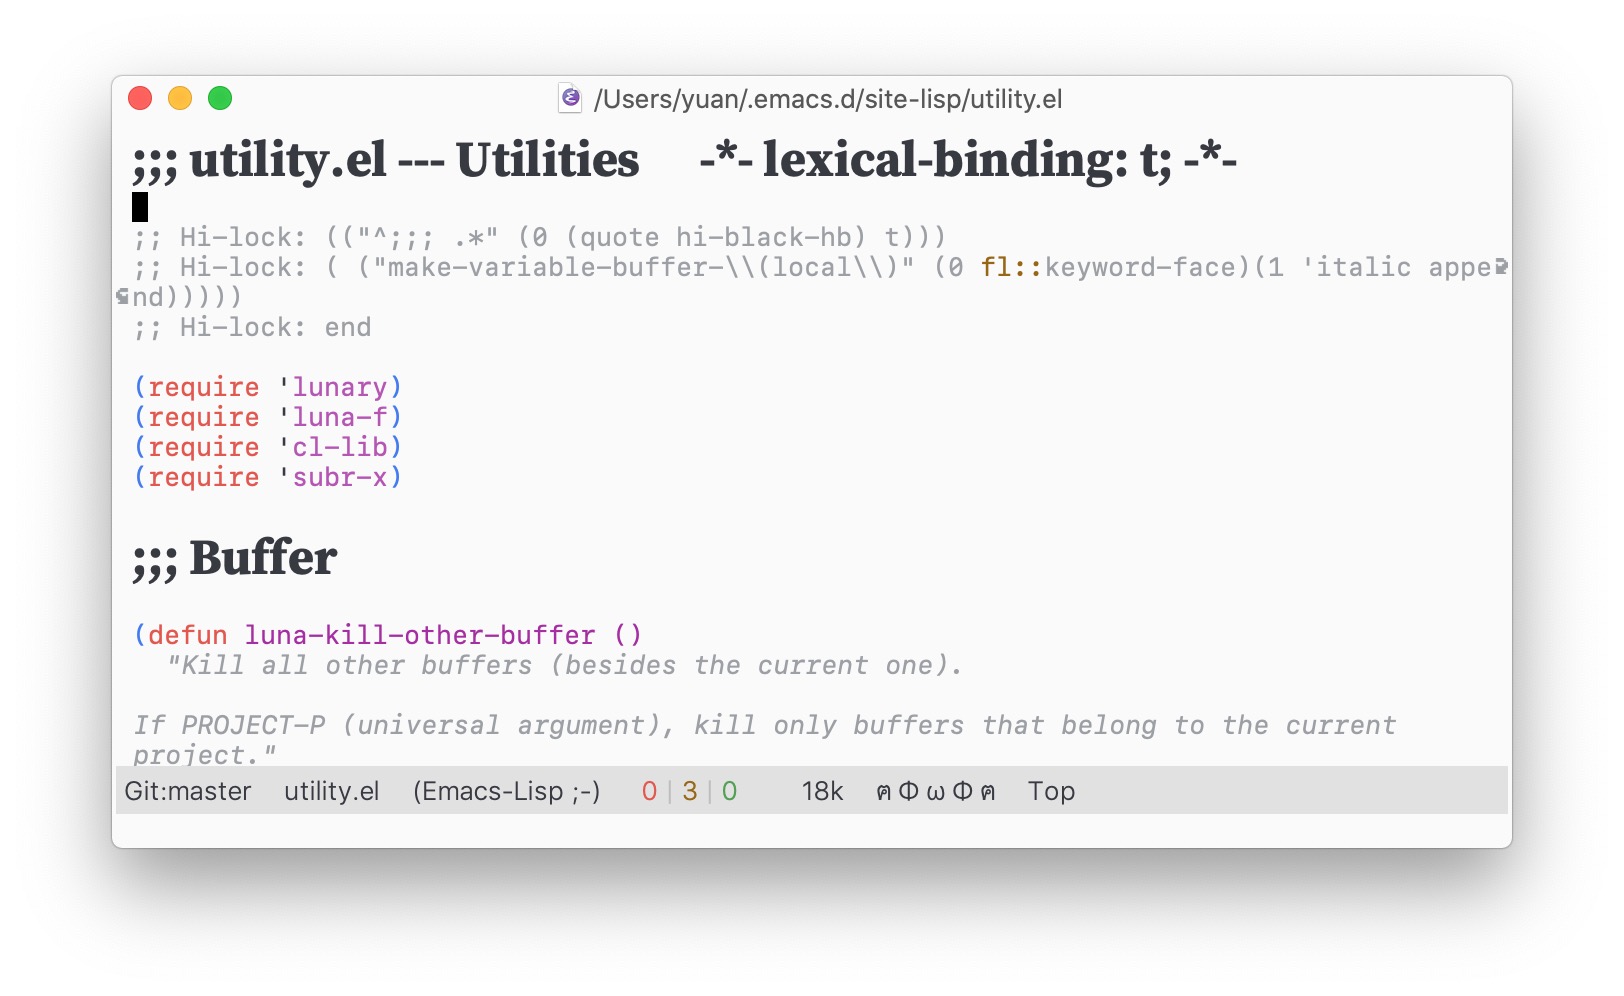 /Users/yuan/.emacs.d/site-lisp/utility.el
;;; utility.el --- Utilities     -*- lexical-binding: t; -*-
;; Hi-lock: (("^;;; .*" (0 (quote hi-black-hb) t)))
;; Hi-lock: ( ("make-variable-buffer-\\(local\\)" (0 fl::keyword-face)(1 'italic appe
nd)))))
;; Hi-lock: end
(require 'lunary)
(require 'luna-f)
(require 'cl-lib)
(require 'subr-x)
;;; Buffer
(defun luna-kill-other-buffer ()
  "Kill all other buffers (besides the current one).
If PROJECT-P (universal argument), kill only buffers that belong to the current
project."
Git:master   utility.el   (Emacs-Lisp ;-)   0 | 3 | 0   18k   ฅ Φ ω Φ ฅ   Top